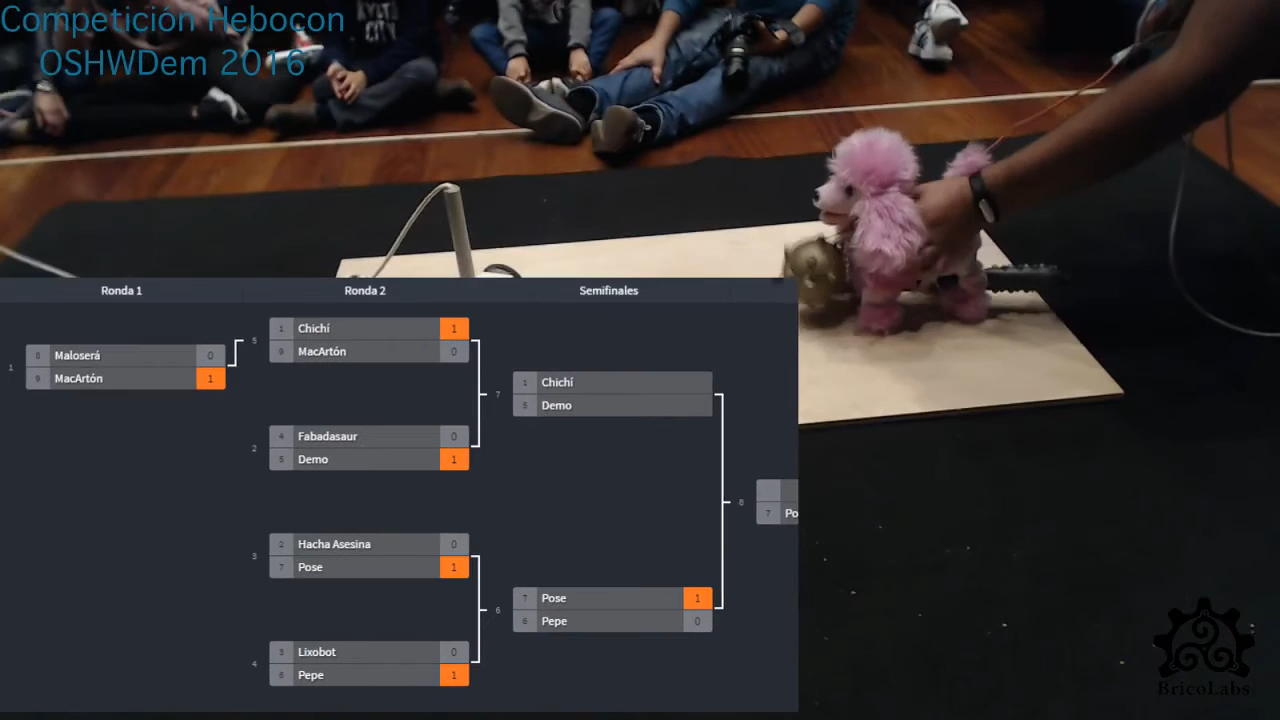 Competición Hebocon
OSHWDem 2016
CITY
Ronda 1
Ronda 2
Semifinales
1
8 Maloserá 0
9 MacArtón 1
5
1 Chichí 1
9 MacArtón 0
2
4 Fabadasaur 0
5 Demo 1
3
2 Hacha Asesina 0
7 Pose 1
4
3 Lixobot 0
6 Pepe 1
7
1 Chichí
5 Demo
6
7 Pose 1
6 Pepe 0
8
7 Po
BricoLabs